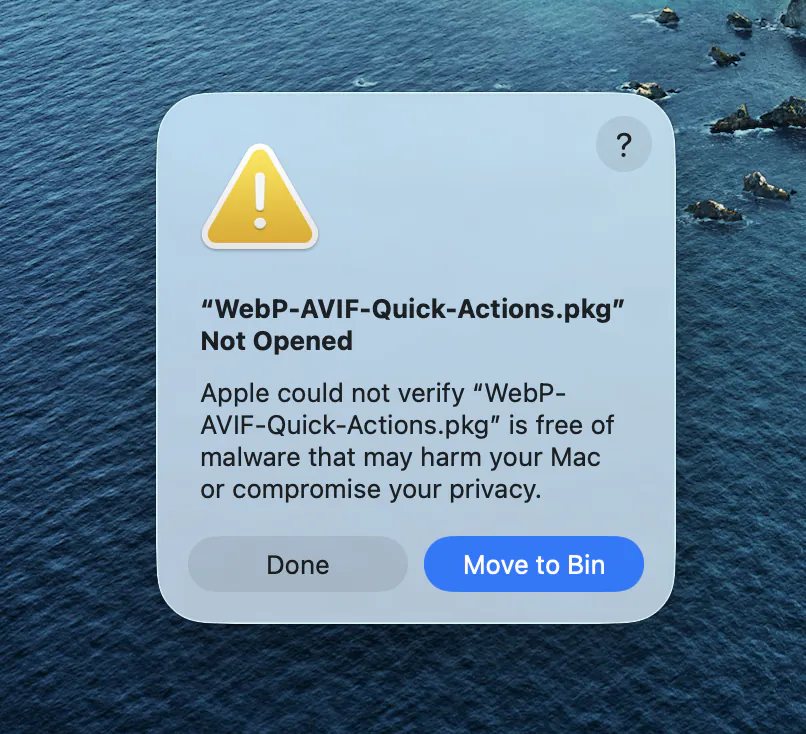 ?
“WebP-AVIF-Quick-Actions.pkg”
Not Opened
Apple could not verify “WebP-
AVIF-Quick-Actions.pkg” is free of
malware that may harm your Mac
or compromise your privacy.
Done
Move to Bin